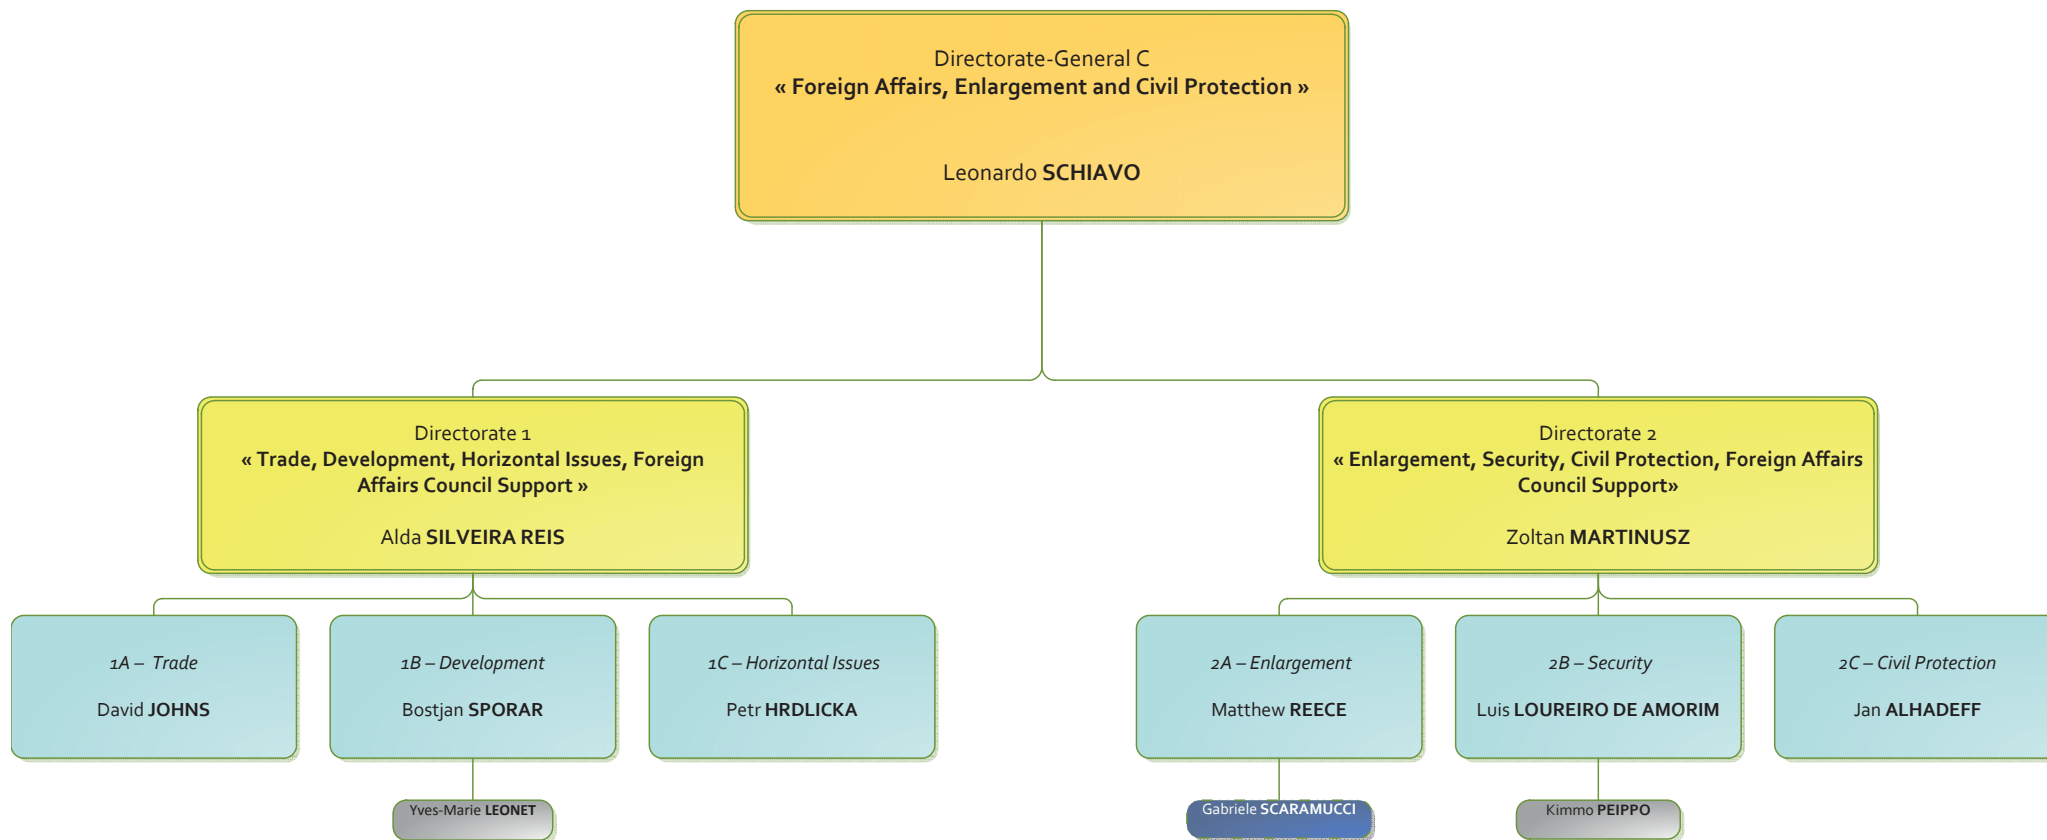 Directorate-General C
« Foreign Affairs, Enlargement and Civil Protection »
Leonardo SCHIAVO
Directorate 1
« Trade, Development, Horizontal Issues, Foreign
Affairs Council Support »
Alda SILVEIRA REIS
Directorate 2
« Enlargement, Security, Civil Protection, Foreign Affairs
Council Support»
Zoltan MARTINUSZ
1A – Trade
David JOHNS
1B – Development
Bostjan SPORAR
1C – Horizontal Issues
Petr HRDLICKA
2A – Enlargement
Matthew REECE
2B – Security
Luis LOUREIRO DE AMORIM
2C – Civil Protection
Jan ALHADEFF
Yves-Marie LEONET
Gabriele SCARAMUCCI
Kimmo PEIPPO